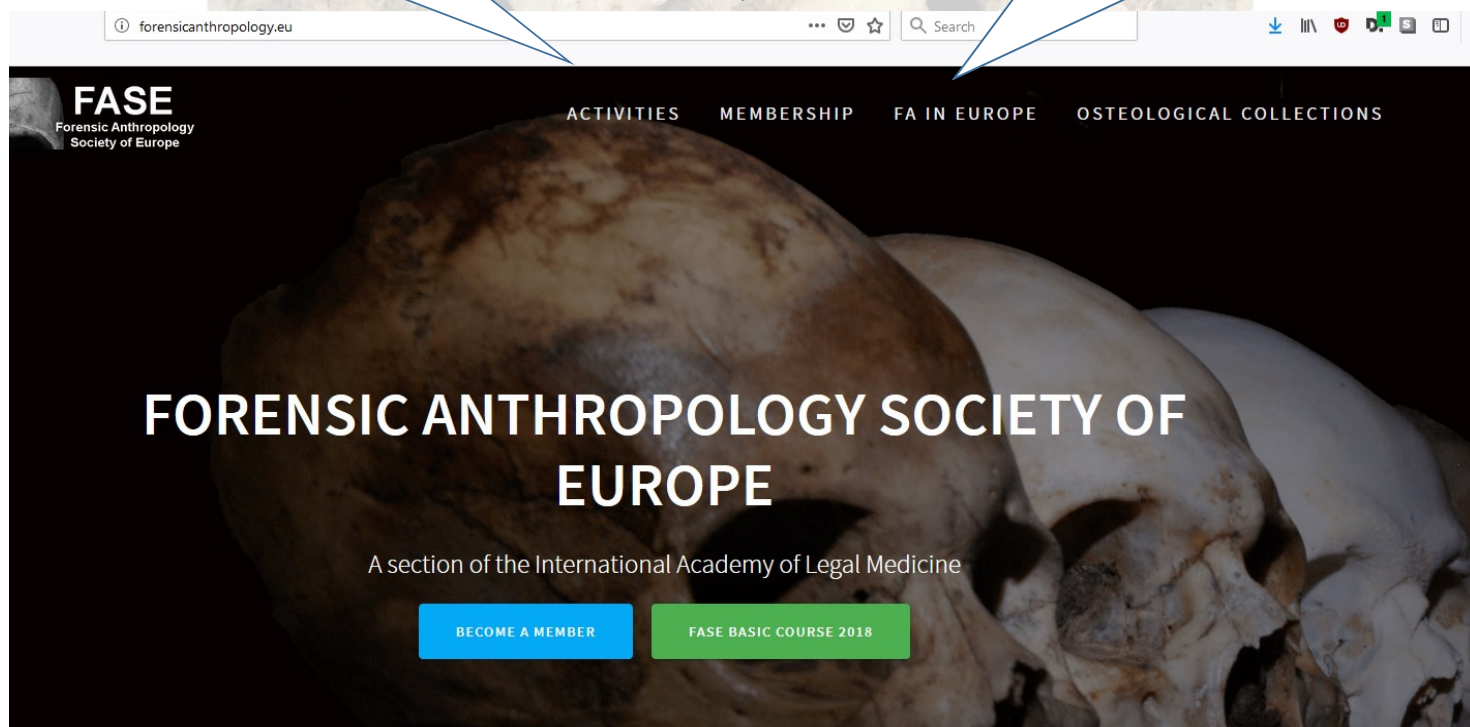 forensicanthropology.eu
Search
1
S
FASE
Forensic Anthropology
Society of Europe
ACTIVITIES MEMBERSHIP FA IN EUROPE OSTEOLOGICAL COLLECTIONS
FORENSIC ANTHROPOLOGY SOCIETY OF
EUROPE
A section of the International Academy of Legal Medicine
BECOME A MEMBER FASE BASIC COURSE 2018